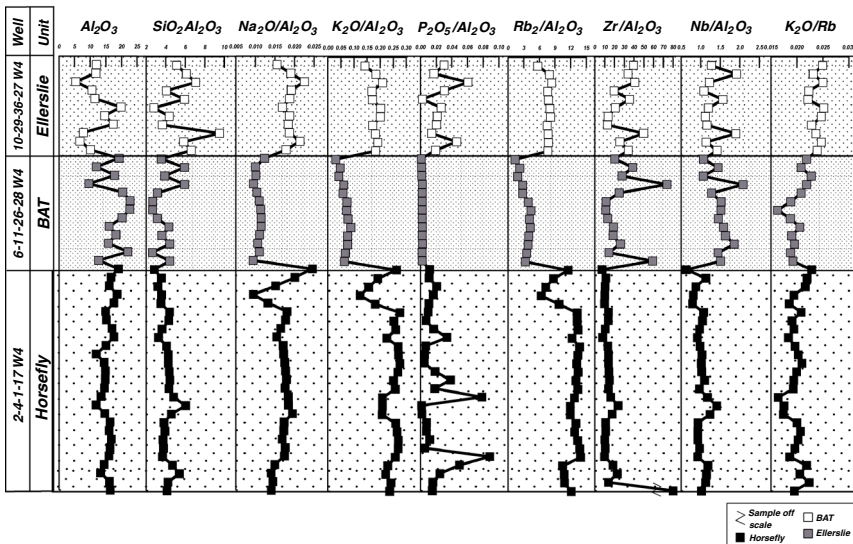 Well Unit Al₂O₃ SiO₂Al₂O₃ Na₂O/Al₂O₃ K₂O/Al₂O₃ P₂O₅/Al₂O₃ Rb₂/Al₂O₃ Zr/Al₂O₃ Nb/Al₂O₃ K₂O/Rb
0 5 10 15 20 25 2 4 6 8 10 0.005 0.010 0.015 0.020 0.025 0.0 0.05 0.10 0.15 0.20 0.25 0.30 0.00 0.02 0.04 0.06 0.08 0.10 0 3 6 9 12 15 0 10 20 30 40 50 60 70 80 0.5 1.0 1.5 2.0 2.5 0.015 0.020 0.025 0.030
10-29-36-27 W4 Ellerslie
6-11-26-28 W4 BAT
2-4-1-17 W4 Horsefly
Sample off scale
BAT
Horsefly
Ellerslie